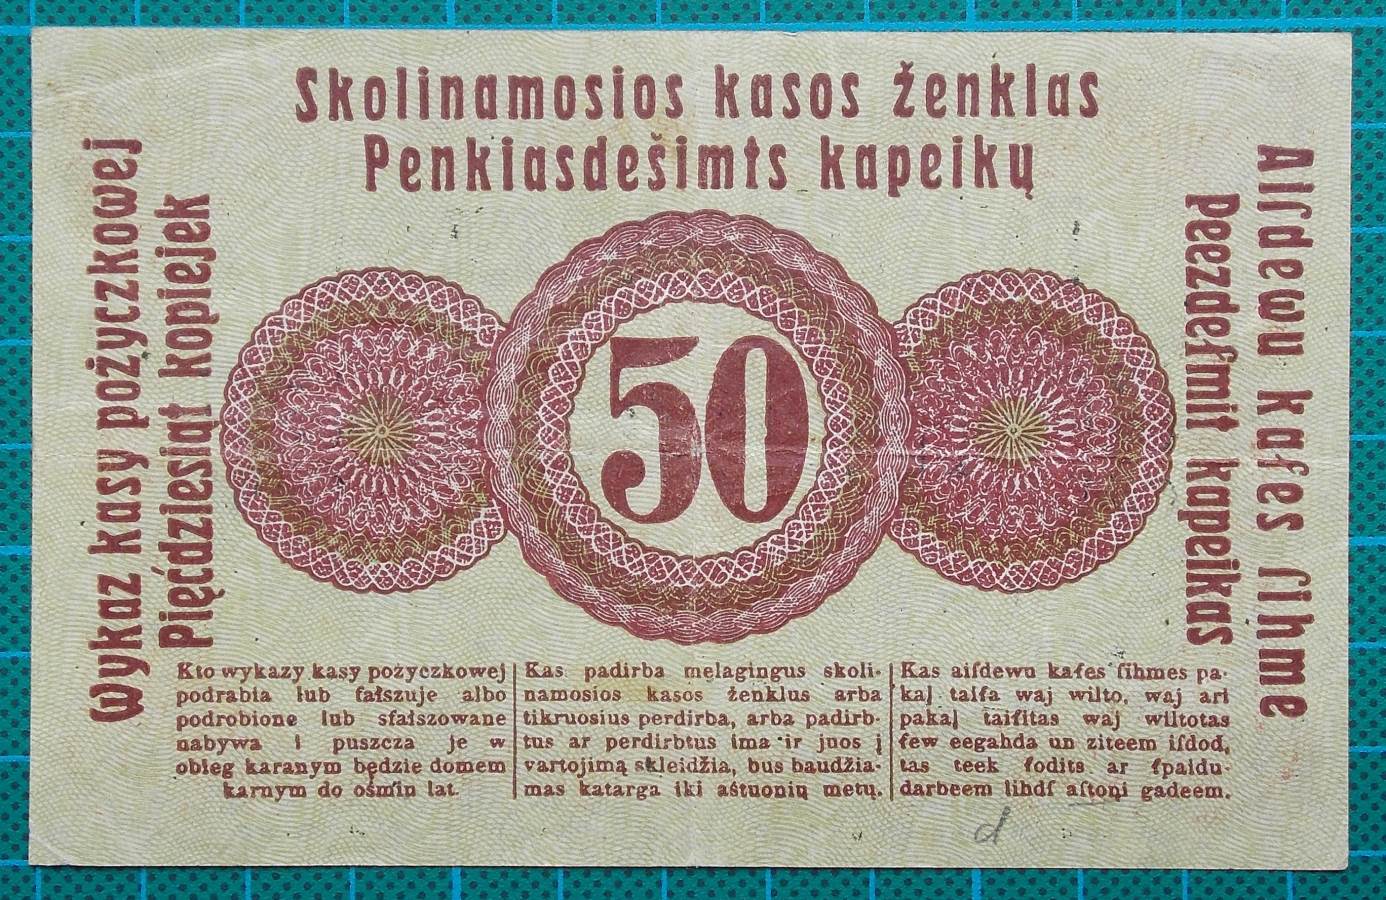 Skolinamosios kasos ženklas
Penkiasdešimts kapeikų
Wykaz kasy pożyczkowej
Pięćdziesiąt kopiejek
Aiſdewu kaſes ſihme
peezdeſmit kapeikas
50
Kto wykazy kasy pożyczkowej
podrabia lub fałszuje albo
podrobione lub sfałszowane
nabywa i puszcza je w
obieg karanym będzie domem
karnym do ośmin lat.
Kas padirba melagingus skoli-
namosios kasos ženklus arba
tikruosius perdirba, arba padirb-
tus ar perdirbtus ima ir juos į
vartojimą skleidžia, bus baudžia-
mas katarga iki aštuonių metų.
Kas aiſdewu kaſes ſihmes pa-
kaļ taiſa waj wilto, waj arī
pakaļ taiſitas waj wiltotas
ſew eegahda un ziteem iſdod,
tas teek ſodits ar ſpaidu-
darbeem lihdſ aſtoņi gadeem.
d